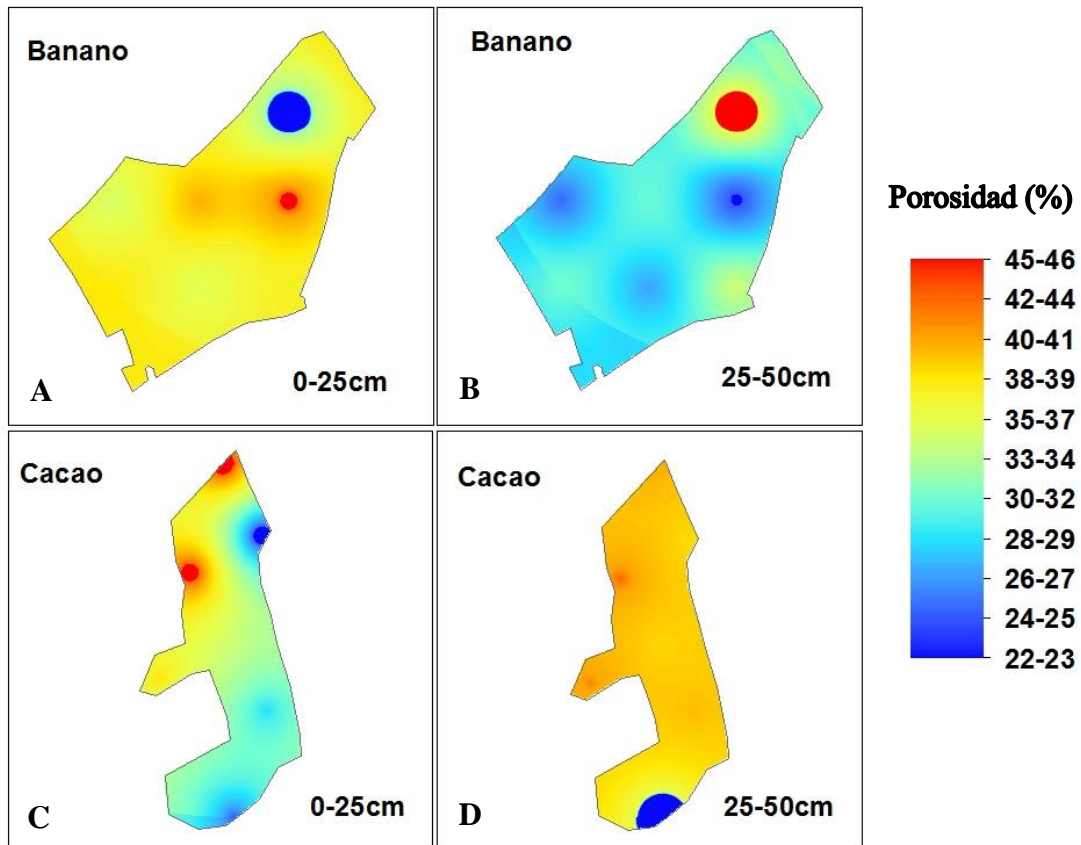 Banano
A
0-25cm
Banano
B
25-50cm
Cacao
C
0-25cm
Cacao
D
25-50cm
Porosidad (%)
45-46
42-44
40-41
38-39
35-37
33-34
30-32
28-29
26-27
24-25
22-23